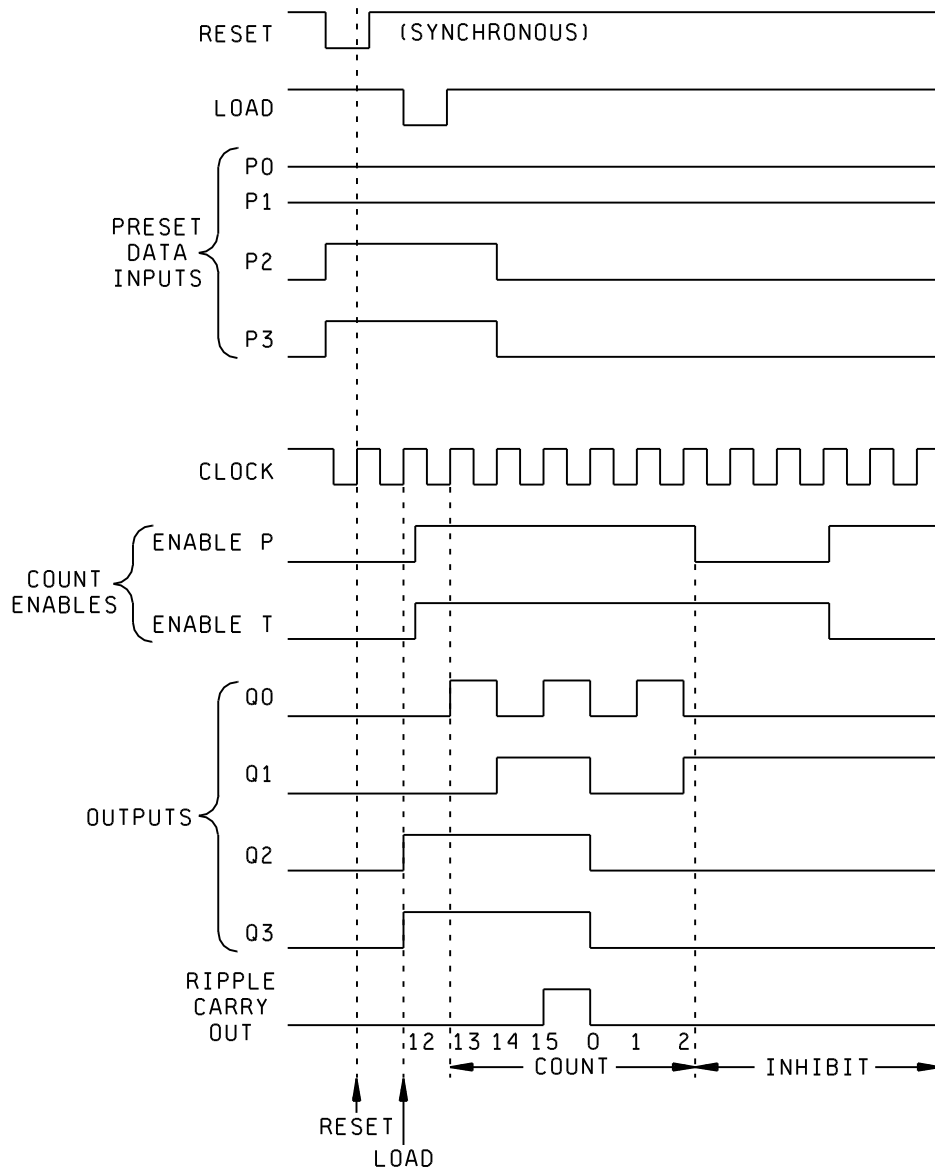 RESET
(SYNCHRONOUS)
LOAD
P0
P1
PRESET
DATA
INPUTS
P2
P3
CLOCK
ENABLE P
COUNT
ENABLES
ENABLE T
Q0
Q1
OUTPUTS
Q2
Q3
RIPPLE
CARRY
OUT
12 13 14 15 0 1 2
COUNT
INHIBIT
RESET
LOAD